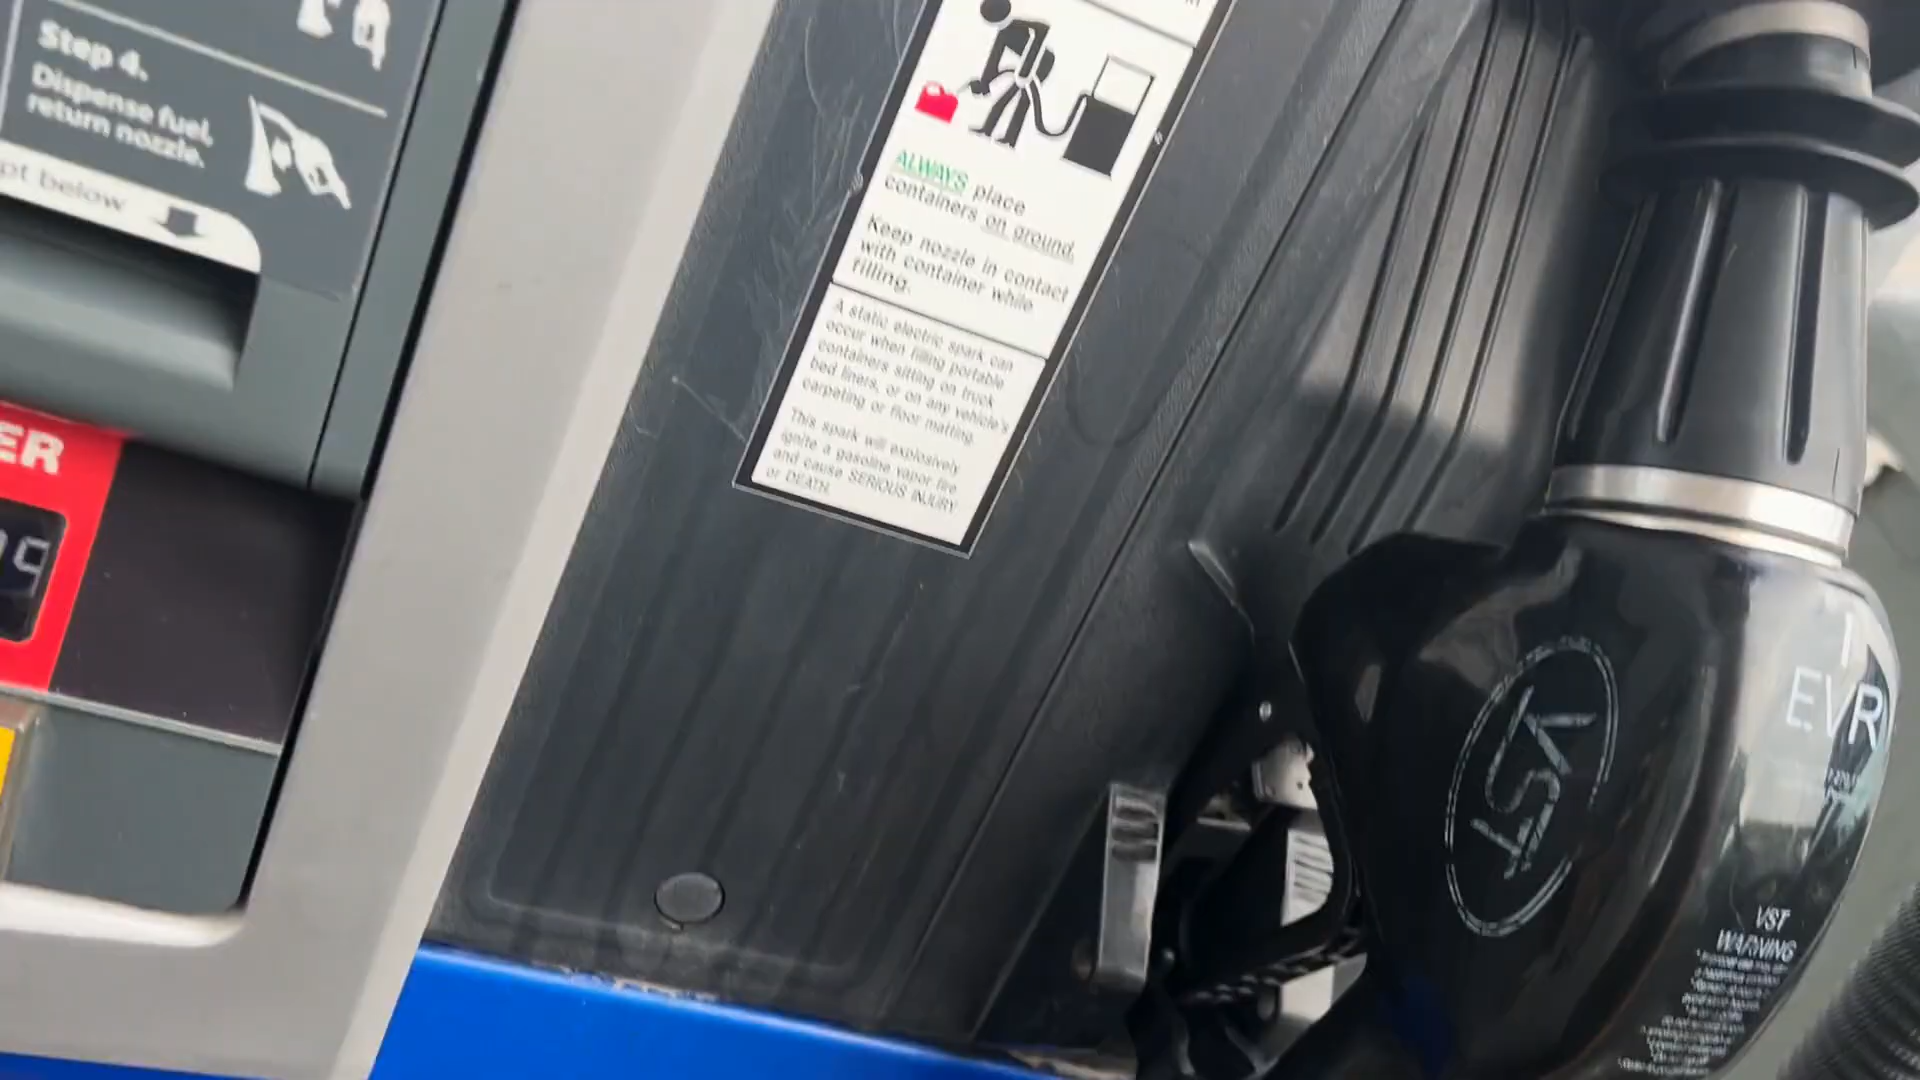 Step 4.
Dispense fuel,
return nozzle.
pt below
ER
ALWAYS place
containers on ground.
Keep nozzle in contact
with container while
filling.
A static electric spark can
occur when filling portable
containers sitting on truck
bed liners, or on any vehicle's
carpeting or floor matting.
This spark will explosively
ignite a gasoline vapor fire
and cause SERIOUS INJURY
or DEATH.
VST
EVR
VST
WARNING